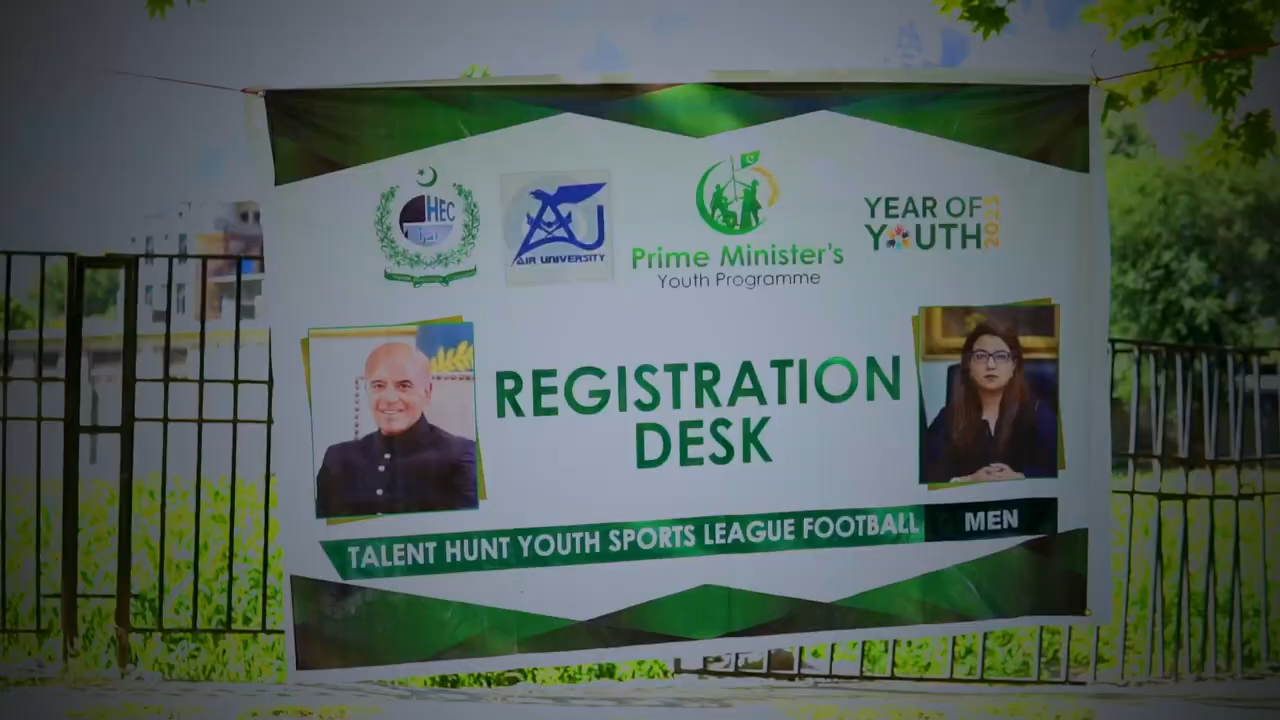 HEC
اقرأ
AIR UNIVERSITY
Prime Minister's
Youth Programme
YEAR OF
YOUTH
2023
REGISTRATION
DESK
TALENT HUNT YOUTH SPORTS LEAGUE FOOTBALL
MEN